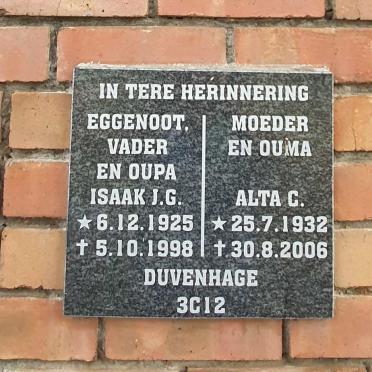 IN TERE HERINNERING
EGGENOOT,
VADER
EN OUPA
ISAAK J.G.
★ 6.12.1925
✝ 5.10.1998
MOEDER
EN OUMA
ALTA C.
★ 25.7.1932
✝ 30.8.2006
DUVENHAGE
3C12